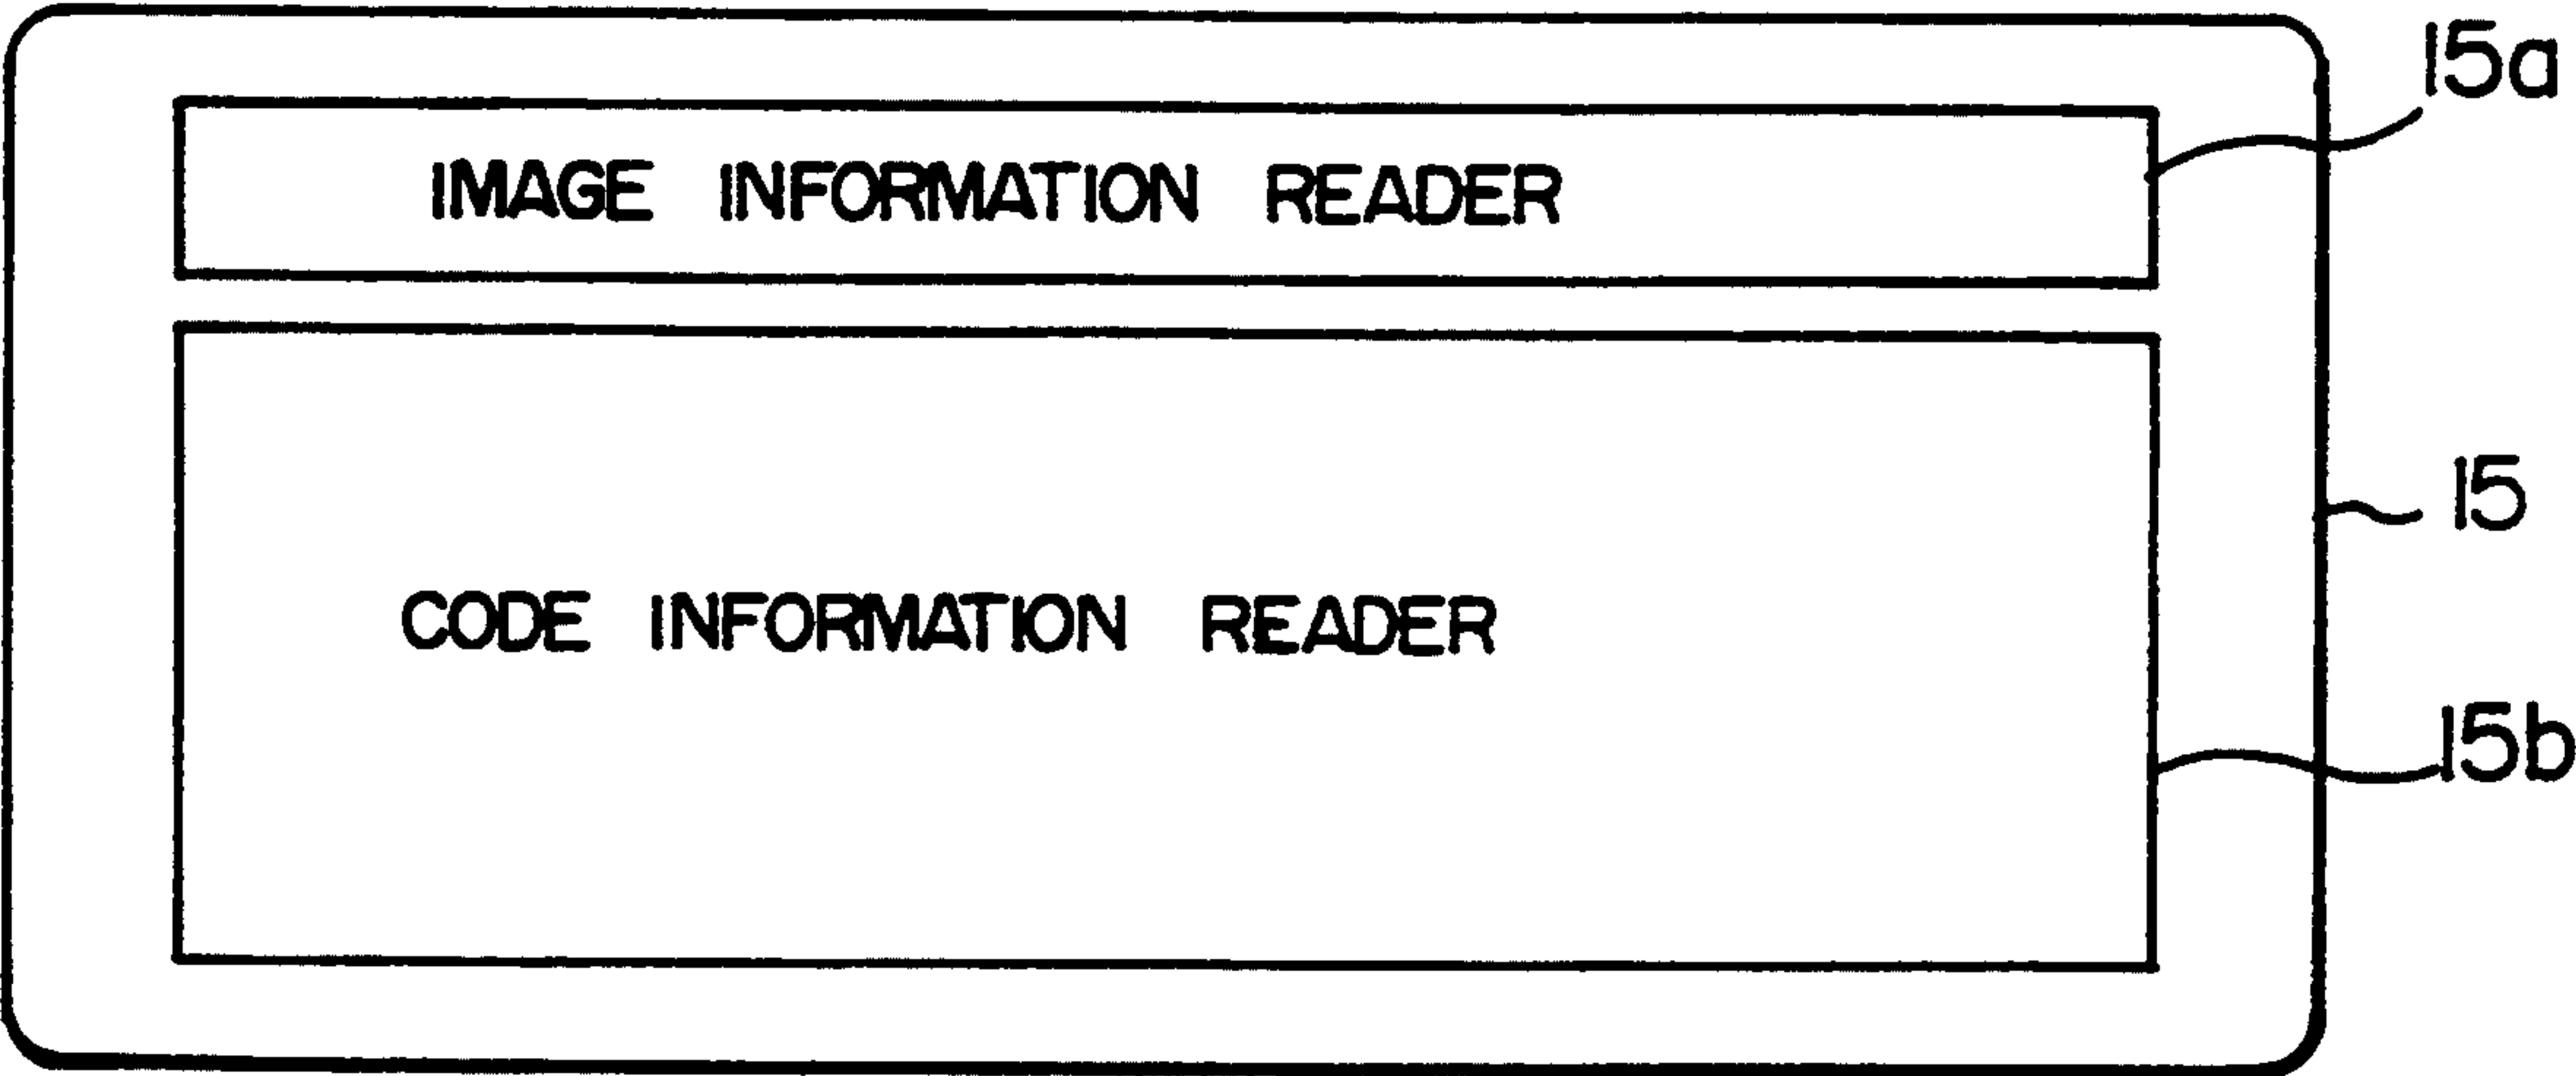 15a
IMAGE INFORMATION READER
15
CODE INFORMATION READER
15b